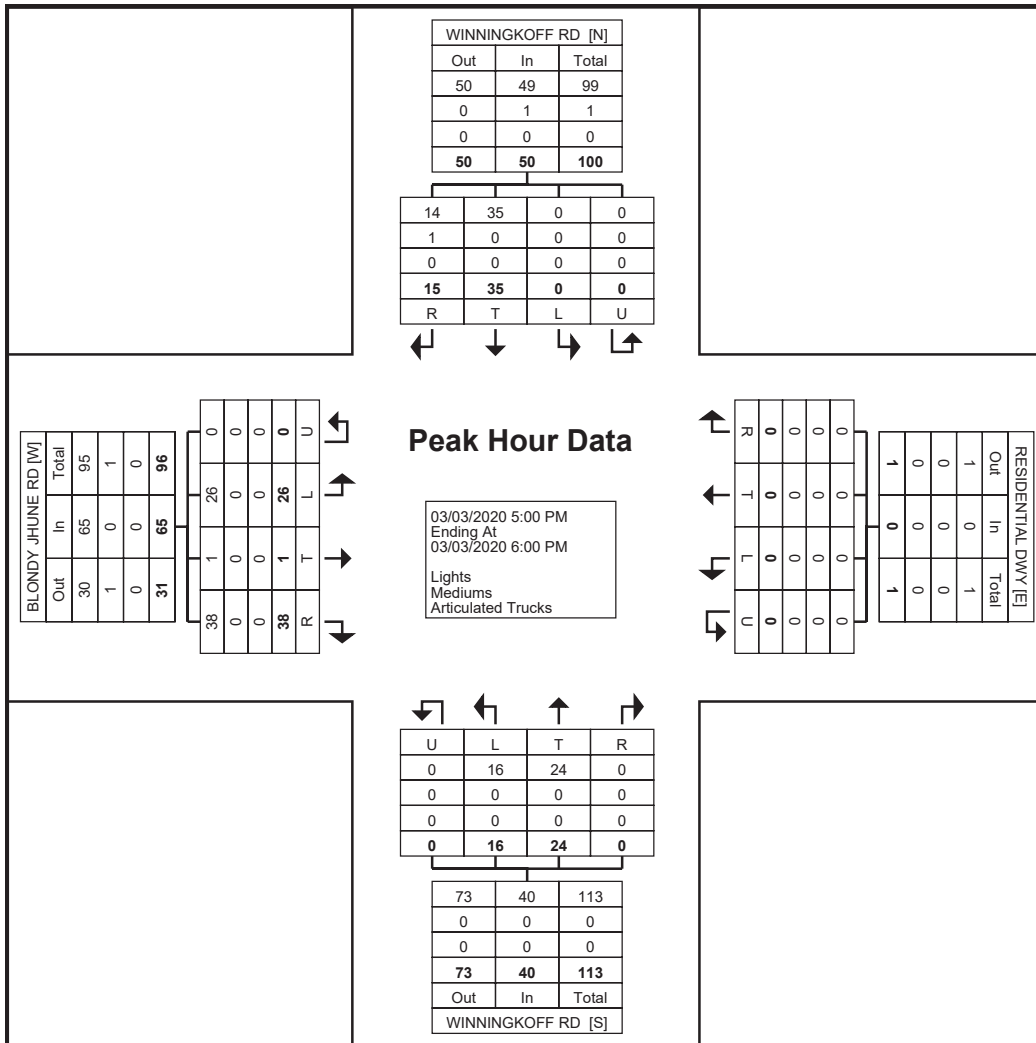 WINNINGKOFF RD [N]
Out In Total
50 49 99
0 1 1
0 0 0
50 50 100
14 35 0 0
1 0 0 0
0 0 0 0
15 35 0 0
R T L U
BLONDY JHUNE RD [W]
Total In Out
95 65 30
1 0 1
0 0 0
96 65 31
0 26 1 38
0 0 0 0
0 0 0 0
0 26 1 38
U L T R
Peak Hour Data
03/03/2020 5:00 PM
Ending At
03/03/2020 6:00 PM
Lights
Mediums
Articulated Trucks
R T L U
0 0 0 0
0 0 0 0
0 0 0 0
0 0 0 0
RESIDENTIAL DWY [E]
Out In Total
1 0 1
0 0 0
0 0 0
1 0 1
U L T R
0 16 24 0
0 0 0 0
0 0 0 0
0 16 24 0
73 40 113
0 0 0
0 0 0
73 40 113
Out In Total
WINNINGKOFF RD [S]